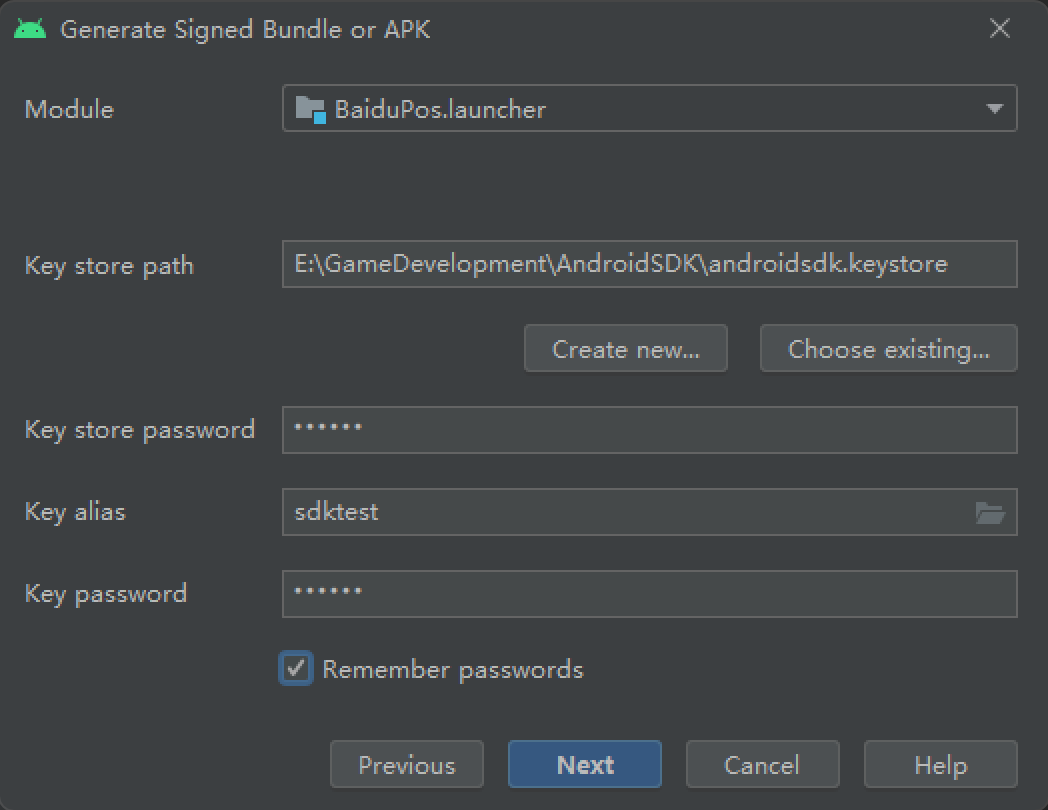 Generate Signed Bundle or APK
Module
BaiduPos.launcher
Key store path
E:\GameDevelopment\AndroidSDK\androidsdk.keystore
Create new...
Choose existing...
Key store password
••••••
Key alias
sdktest
Key password
••••••
Remember passwords
Previous
Next
Cancel
Help